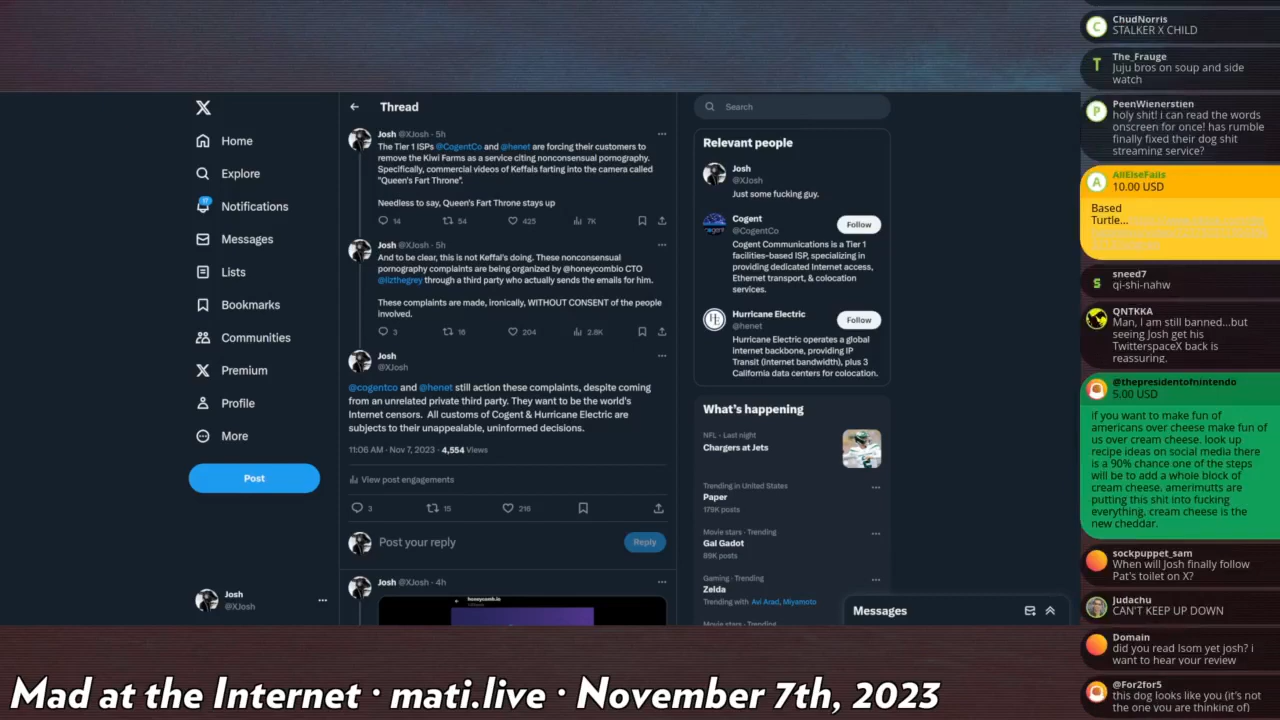 Home
Explore
17
Notifications
Messages
Lists
Bookmarks
Communities
Premium
Profile
More
Post
Josh
@XJosh
Thread
Josh @XJosh · 5h
The Tier 1 ISPs @CogentCo and @henet are forcing their customers to
remove the Kiwi Farms as a service citing nonconsensual pornography.
Specifically, commercial videos of Keffals farting into the camera called
"Queen's Fart Throne".
Needless to say, Queen's Fart Throne stays up
14 54 425 7K
Josh @XJosh · 5h
And to be clear, this is not Keffal's doing. These nonconsensual
pornography complaints are being organized by @honeycombio CTO
@lizthegrey through a third party who actually sends the emails for him.
These complaints are made, ironically, WITHOUT CONSENT of the people
involved.
3 16 204 2.8K
Josh
@XJosh
@cogentco and @henet still action these complaints, despite coming
from an unrelated private third party. They want to be the world's
Internet censors. All customs of Cogent & Hurricane Electric are
subjects to their unappealable, uninformed decisions.
11:06 AM · Nov 7, 2023 · 4,554 Views
View post engagements
3 15 216
Post your reply
Reply
Josh @XJosh · 4h
honeycomb.io
Search
Relevant people
Josh
@XJosh
Just some fucking guy.
Cogent
@CogentCo
Follow
Cogent Communications is a Tier 1
facilities-based ISP, specializing in
providing dedicated Internet access,
Ethernet transport, & colocation
services.
Hurricane Electric
@henet
Follow
Hurricane Electric operates a global
Internet backbone, providing IP
Transit (internet bandwidth), plus 3
California data centers for colocation.
What's happening
NFL · Last night
Chargers at Jets
Trending in United States
Paper
179K posts
Movie stars · Trending
Gal Gadot
89K posts
Gaming · Trending
Zelda
Trending with Avi Arad, Miyamoto
Movie stars · Trending
Messages
ChudNorris
STALKER X CHILD
The_Frauge
Juju bros on soup and side
watch
PeenWienerstien
holy shit! i can read the words
onscreen for once! has rumble
finally fixed their dog shit
streaming service?
AllElseFails
10.00 USD
Based
Turtle...
sneed7
qi-shi-nahw
QNTKKA
Man, I am still banned...but
seeing Josh get his
TwitterspaceX back is
reassuring.
@thepresidentofnintendo
5.00 USD
if you want to make fun of
americans over cheese make fun of
us over cream cheese. look up
recipe ideas on social media there
is a 90% chance one of the steps
will be to add a whole block of
cream cheese. amerimutts are
putting this shit into fucking
everything. cream cheese is the
new cheddar.
sockpuppet_sam
When will Josh finally follow
Pat's toilet on X?
Judachu
CAN'T KEEP UP DOWN
Domain
did you read Isom yet josh? i
want to hear your review
@For2for5
this dog looks like you (it's not
the one you are thinking of)
Mad at the Internet · mati.live · November 7th, 2023